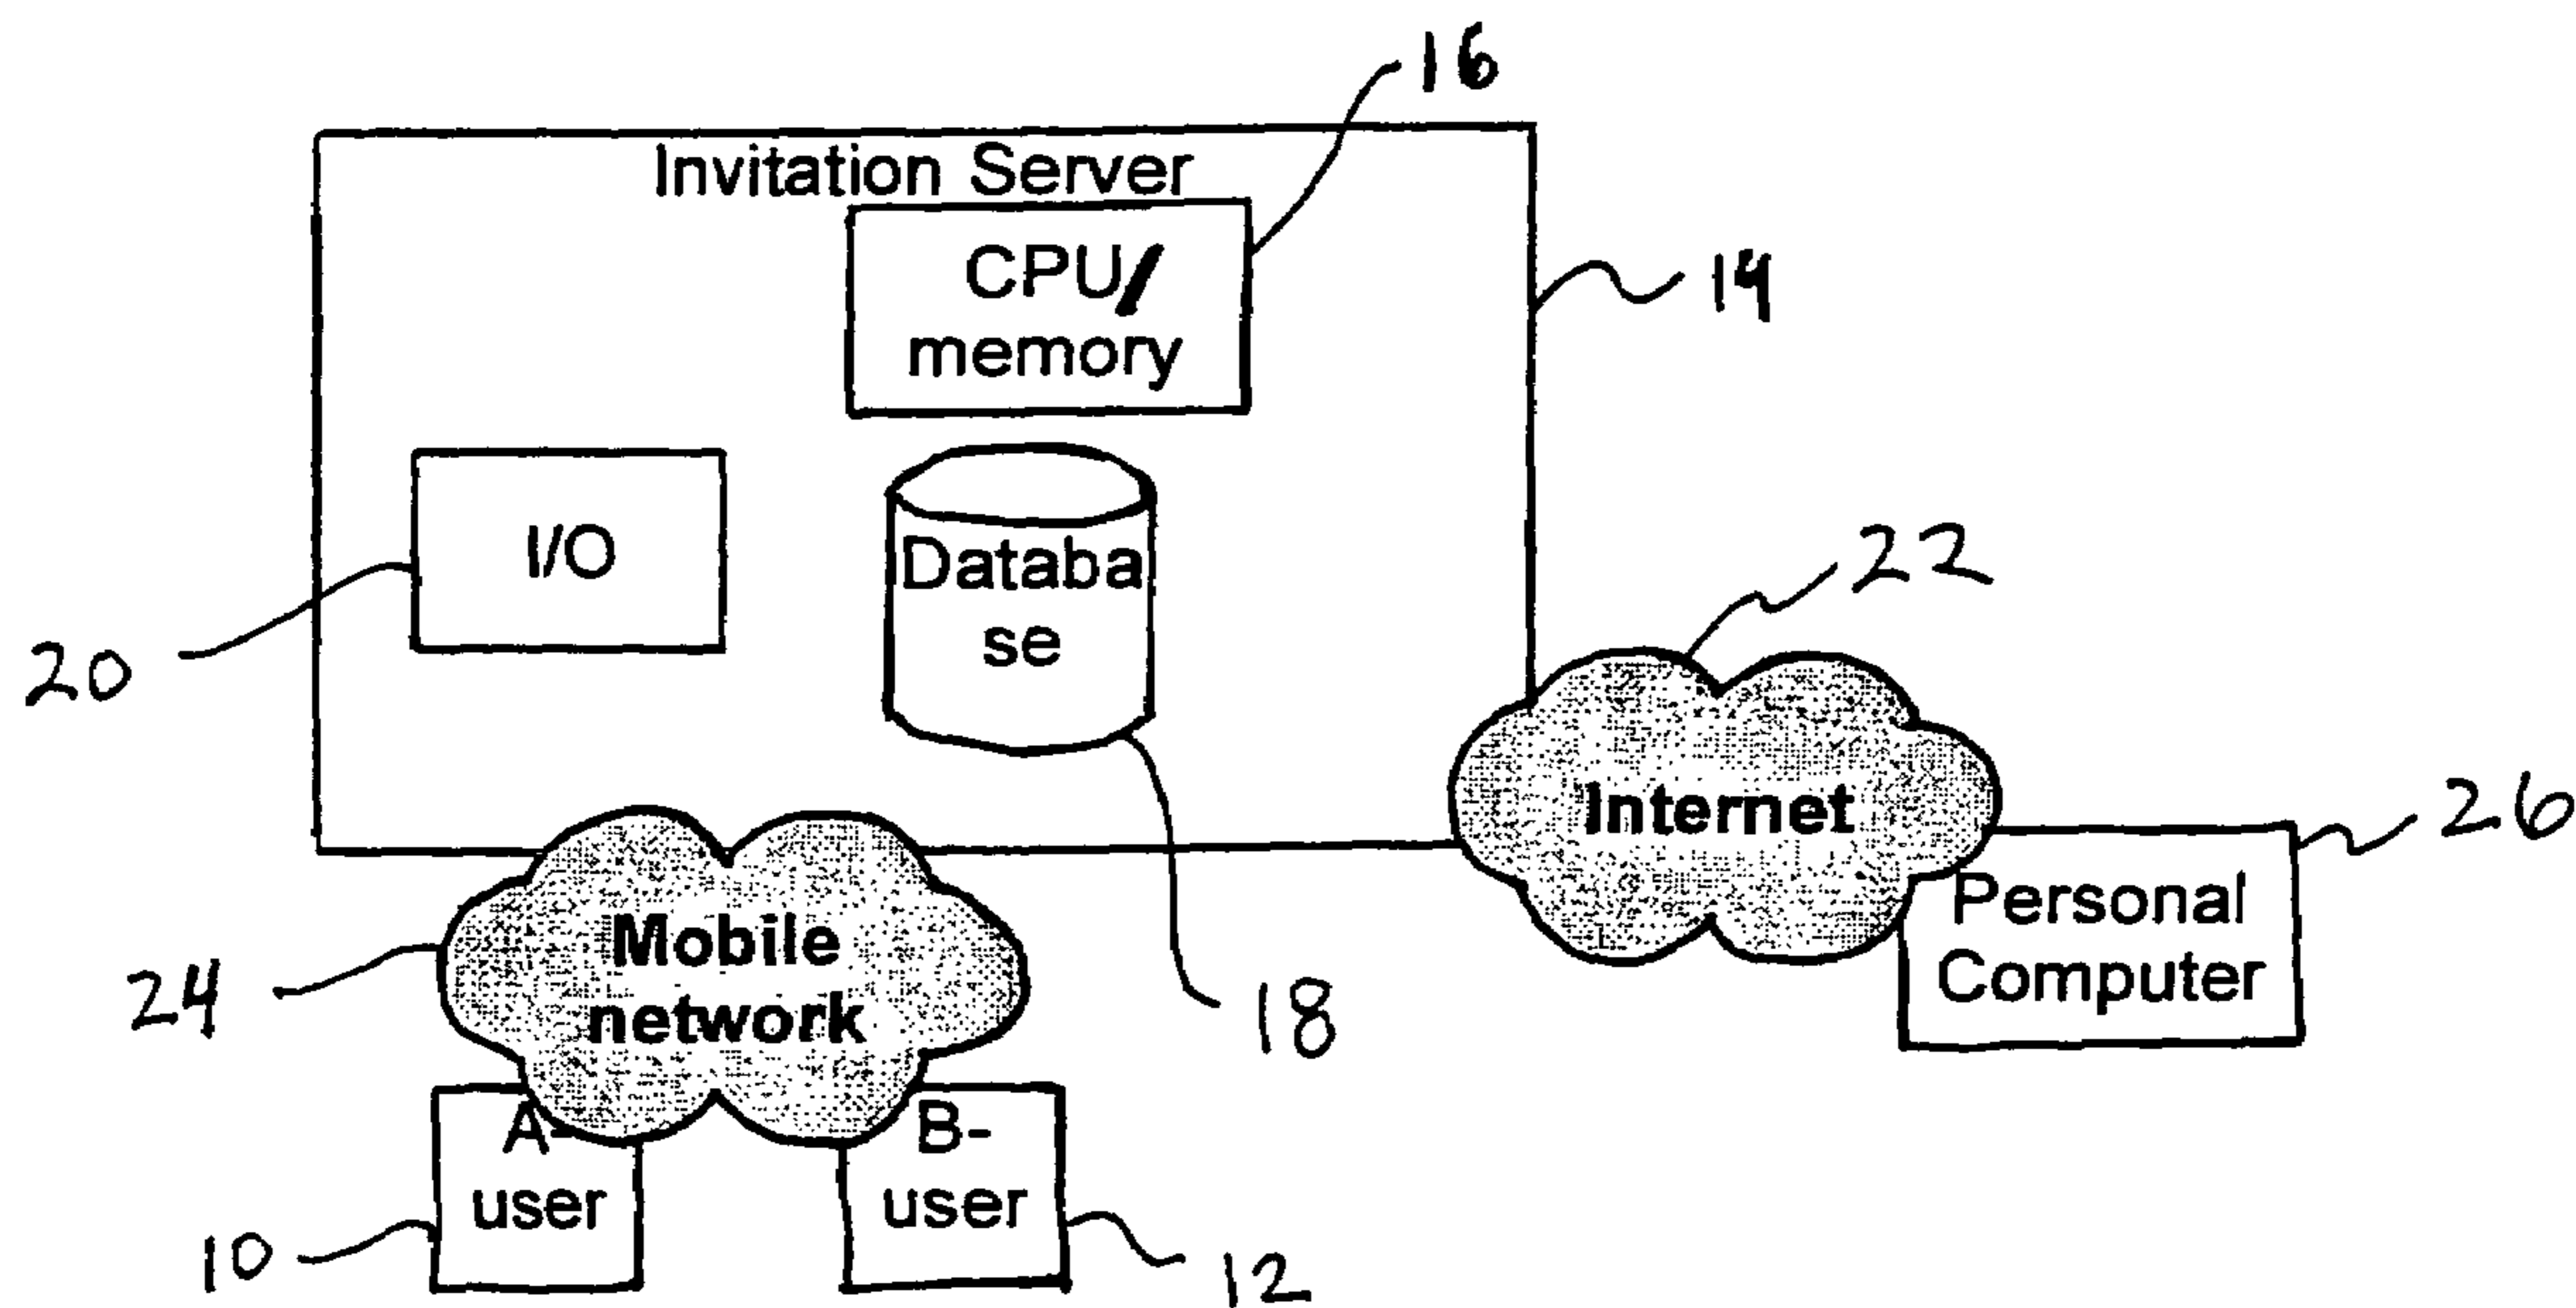 16
Invitation Server
CPU/
memory
14
I/O
Databa
se
22
20
Internet
26
Personal
Computer
Mobile
network
24
18
A-
user
B-
user
10
12